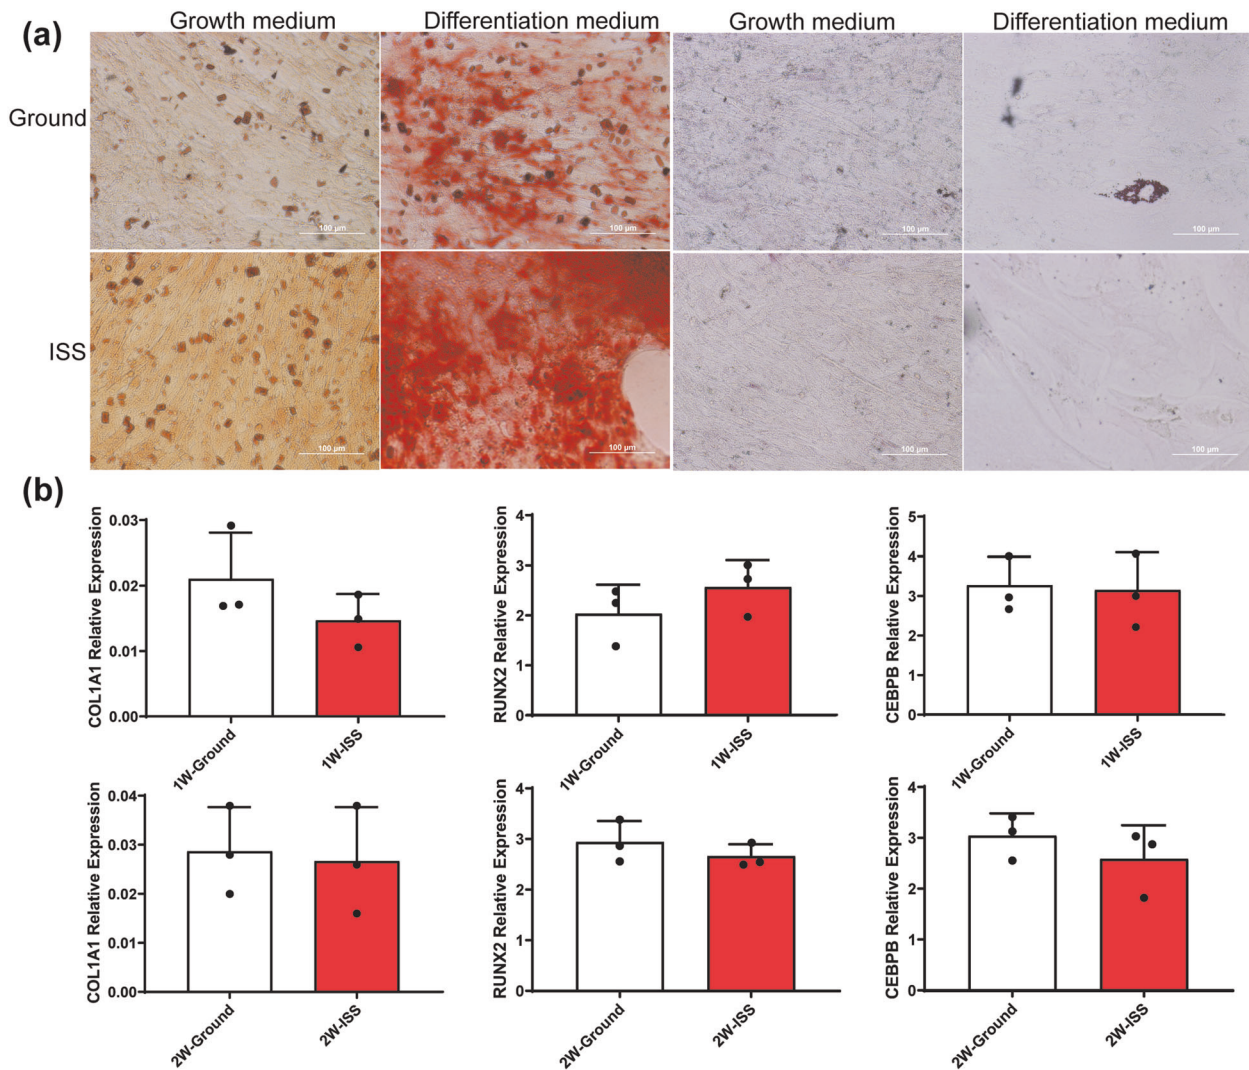 (a)
Growth medium
Differentiation medium
Growth medium
Differentiation medium
Ground
100 µm
100 µm
100 µm
100 µm
ISS
100 µm
100 µm
100 µm
100 µm
(b)
COL1A1 Relative Expression
0.03
0.02
0.01
0.00
1W-Ground
1W-ISS
RUNX2 Relative Expression
4
3
2
1
0
1W-Ground
1W-ISS
CEBPB Relative Expression
5
4
3
2
1
0
1W-Ground
1W-ISS
COL1A1 Relative Expression
0.04
0.03
0.02
0.01
0.00
2W-Ground
2W-ISS
RUNX2 Relative Expression
4
3
2
1
0
2W-Ground
2W-ISS
CEBPB Relative Expression
4
3
2
1
0
2W-Ground
2W-ISS